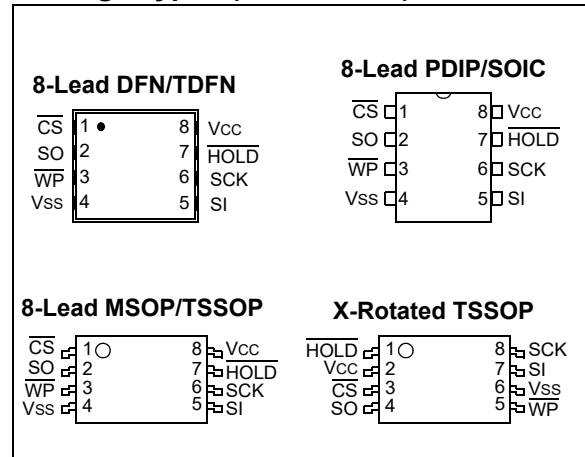 8-Lead DFN/TDFN
CS 1 8 VCC
SO 2 7 HOLD
WP 3 6 SCK
VSS 4 5 SI
8-Lead PDIP/SOIC
CS 1 8 VCC
SO 2 7 HOLD
WP 3 6 SCK
VSS 4 5 SI
8-Lead MSOP/TSSOP
CS 1 8 VCC
SO 2 7 HOLD
WP 3 6 SCK
VSS 4 5 SI
X-Rotated TSSOP
HOLD 1 8 SCK
VCC 2 7 SI
CS 3 6 VSS
SO 4 5 WP